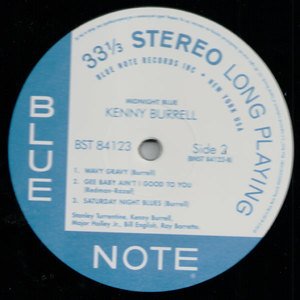 33⅓ STEREO LONG PLAYING
BLUE NOTE RECORDS INC • NEW YORK USA
MIDNIGHT BLUE
KENNY BURRELL
BST 84123
Side 2
(BNST 84123-B)
1. WAVY GRAVY (Burrell)
2. GEE BABY AIN'T I GOOD TO YOU
(Redman-Razaf)
3. SATURDAY NIGHT BLUES (Burrell)
Stanley Turrentine, Kenny Burrell,
Major Holley Jr., Bill English, Ray Barretto
BLUE
NOTE